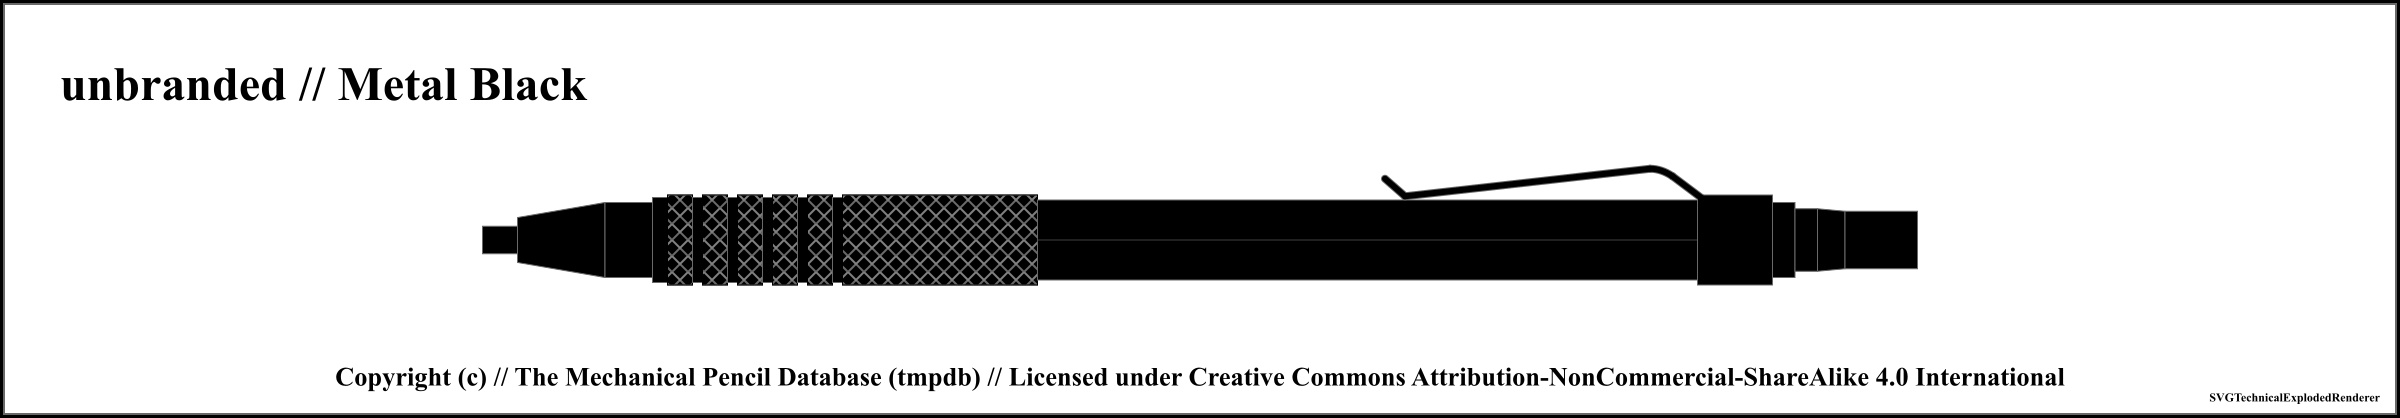 unbranded // Metal Black
Copyright (c) // The Mechanical Pencil Database (tmpdb) // Licensed under Creative Commons Attribution-NonCommercial-ShareAlike 4.0 International
SVGTechnicalExplodedRenderer